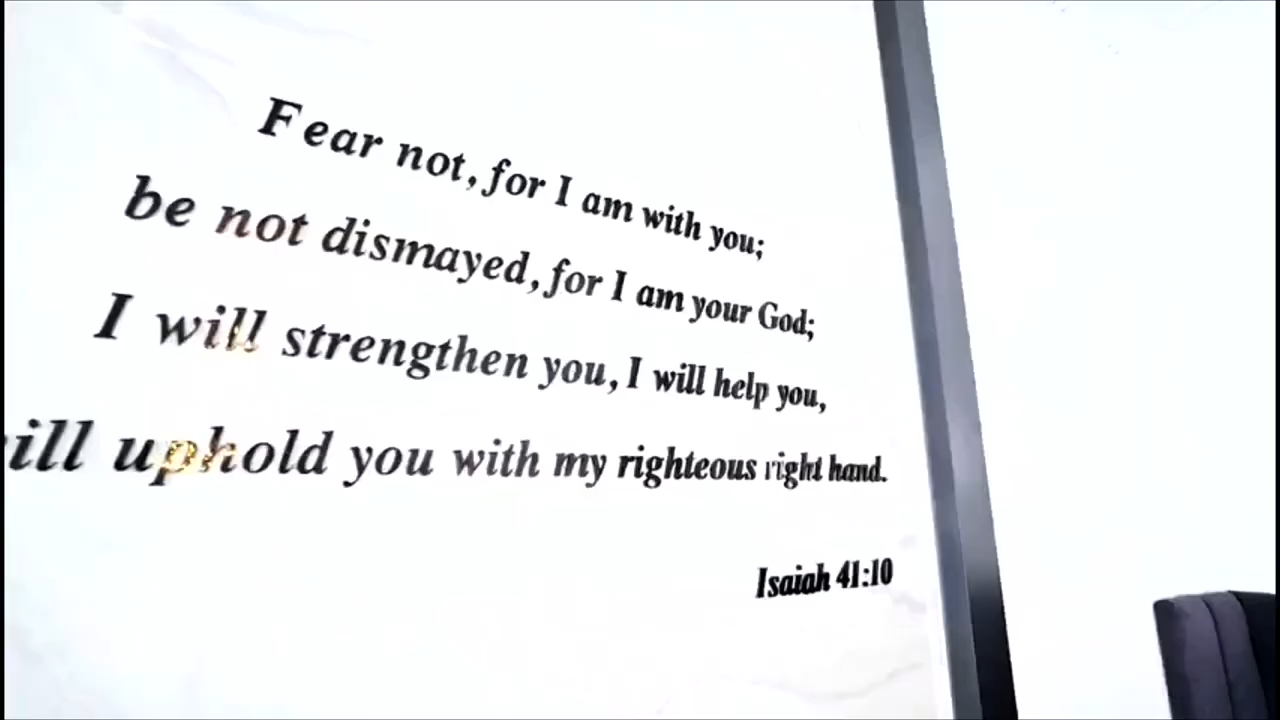 Fear not, for I am with you;
be not dismayed, for I am your God;
I will strengthen you, I will help you,
uphold you with my righteous right hand.
Isaiah 41:10